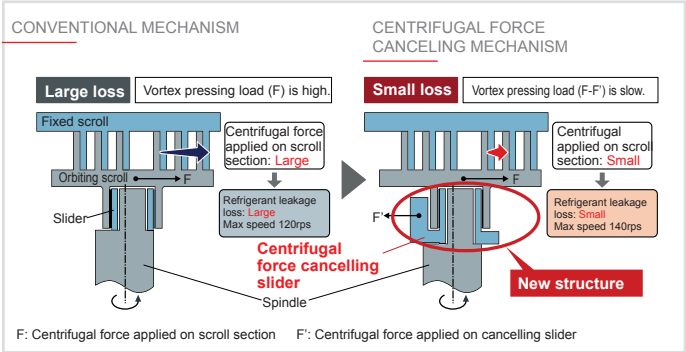 CONVENTIONAL MECHANISM
CENTRIFUGAL FORCE
CANCELING MECHANISM
Large loss
Vortex pressing load (F) is high.
Small loss
Vortex pressing load (F-F') is slow.
Fixed scroll
Centrifugal force
applied on scroll
section: Large
Orbiting scroll
F
Slider
Refrigerant leakage
loss: Large
Max speed 120rps
Centrifugal
applied on scroll
section: Small
F
F'
Refrigerant leakage
loss: Small
Max speed 140rps
Centrifugal
force cancelling
slider
New structure
Spindle
F: Centrifugal force applied on scroll section
F': Centrifugal force applied on cancelling slider